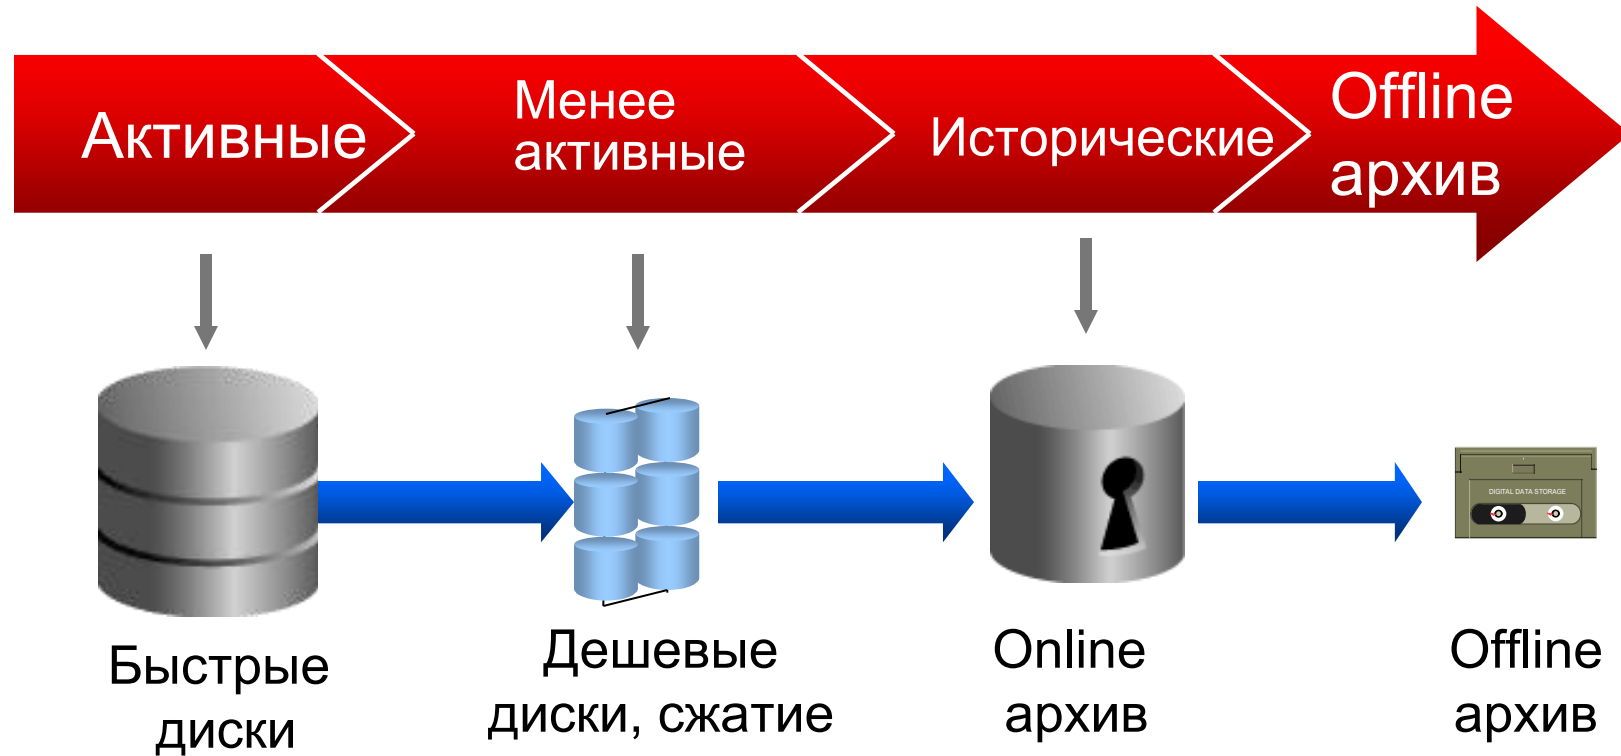 Активные
Менее
активные
Исторические
Offline
архив
DIGITAL DATA STORAGE
Быстрые
диски
Дешевые
диски, сжатие
Online
архив
Offline
архив